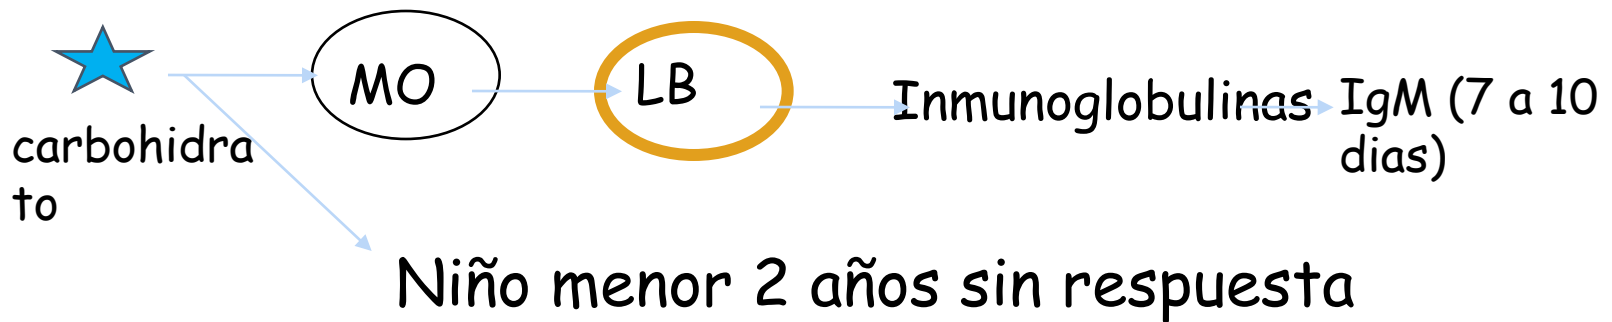 MO
LB
Inmunoglobulinas
IgM (7 a 10
dias)
carbohidra
to
Niño menor 2 años sin respuesta